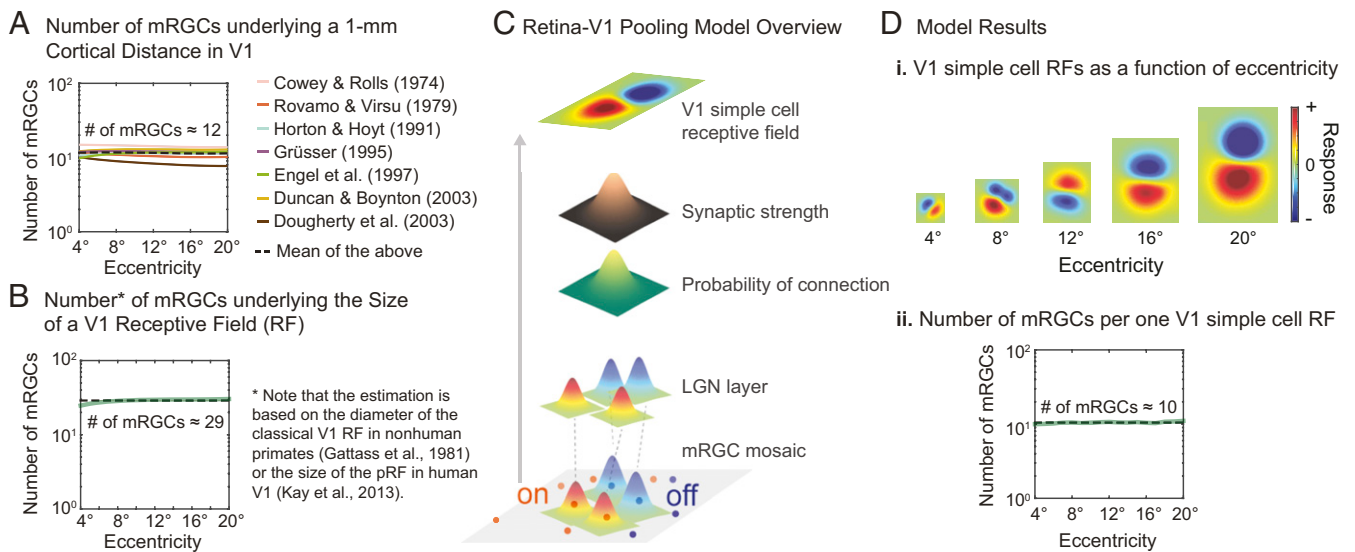 A Number of mRGCs underlying a 1-mm
Cortical Distance in V1
Number of mRGCs
10²
10¹
10⁰
# of mRGCs ≈ 12
4° 8° 12° 16° 20°
Eccentricity
Cowey & Rolls (1974)
Rovamo & Virsu (1979)
Horton & Hoyt (1991)
Grüsser (1995)
Engel et al. (1997)
Duncan & Boynton (2003)
Dougherty et al. (2003)
Mean of the above
B Number* of mRGCs underlying the Size
of a V1 Receptive Field (RF)
Number of mRGCs
10²
10¹
10⁰
# of mRGCs ≈ 29
4° 8° 12° 16° 20°
Eccentricity
* Note that the estimation is
based on the diameter of the
classical V1 RF in nonhuman
primates (Gattass et al., 1981)
or the size of the pRF in human
V1 (Kay et al., 2013).
C Retina-V1 Pooling Model Overview
V1 simple cell
receptive field
Synaptic strength
Probability of connection
LGN layer
mRGC mosaic
on off
D Model Results
i. V1 simple cell RFs as a function of eccentricity
+
0
-
Response
4° 8° 12° 16° 20°
Eccentricity
ii. Number of mRGCs per one V1 simple cell RF
Number of mRGCs
10²
10¹
10⁰
# of mRGCs ≈ 10
4° 8° 12° 16° 20°
Eccentricity